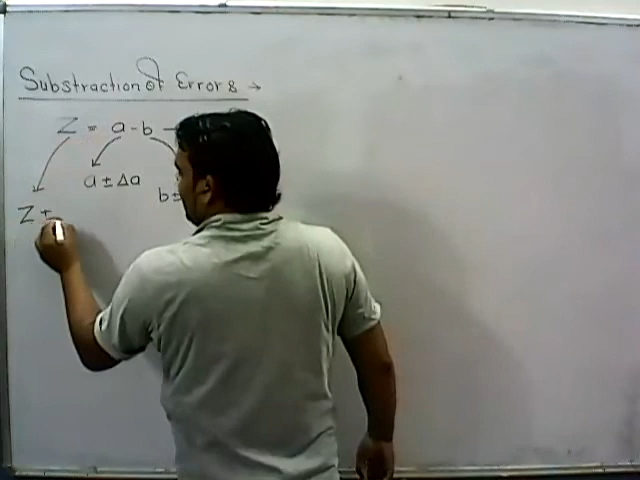 Substraction of Errors →
Z = a - b -
a ± Δa
b ±
Z ±